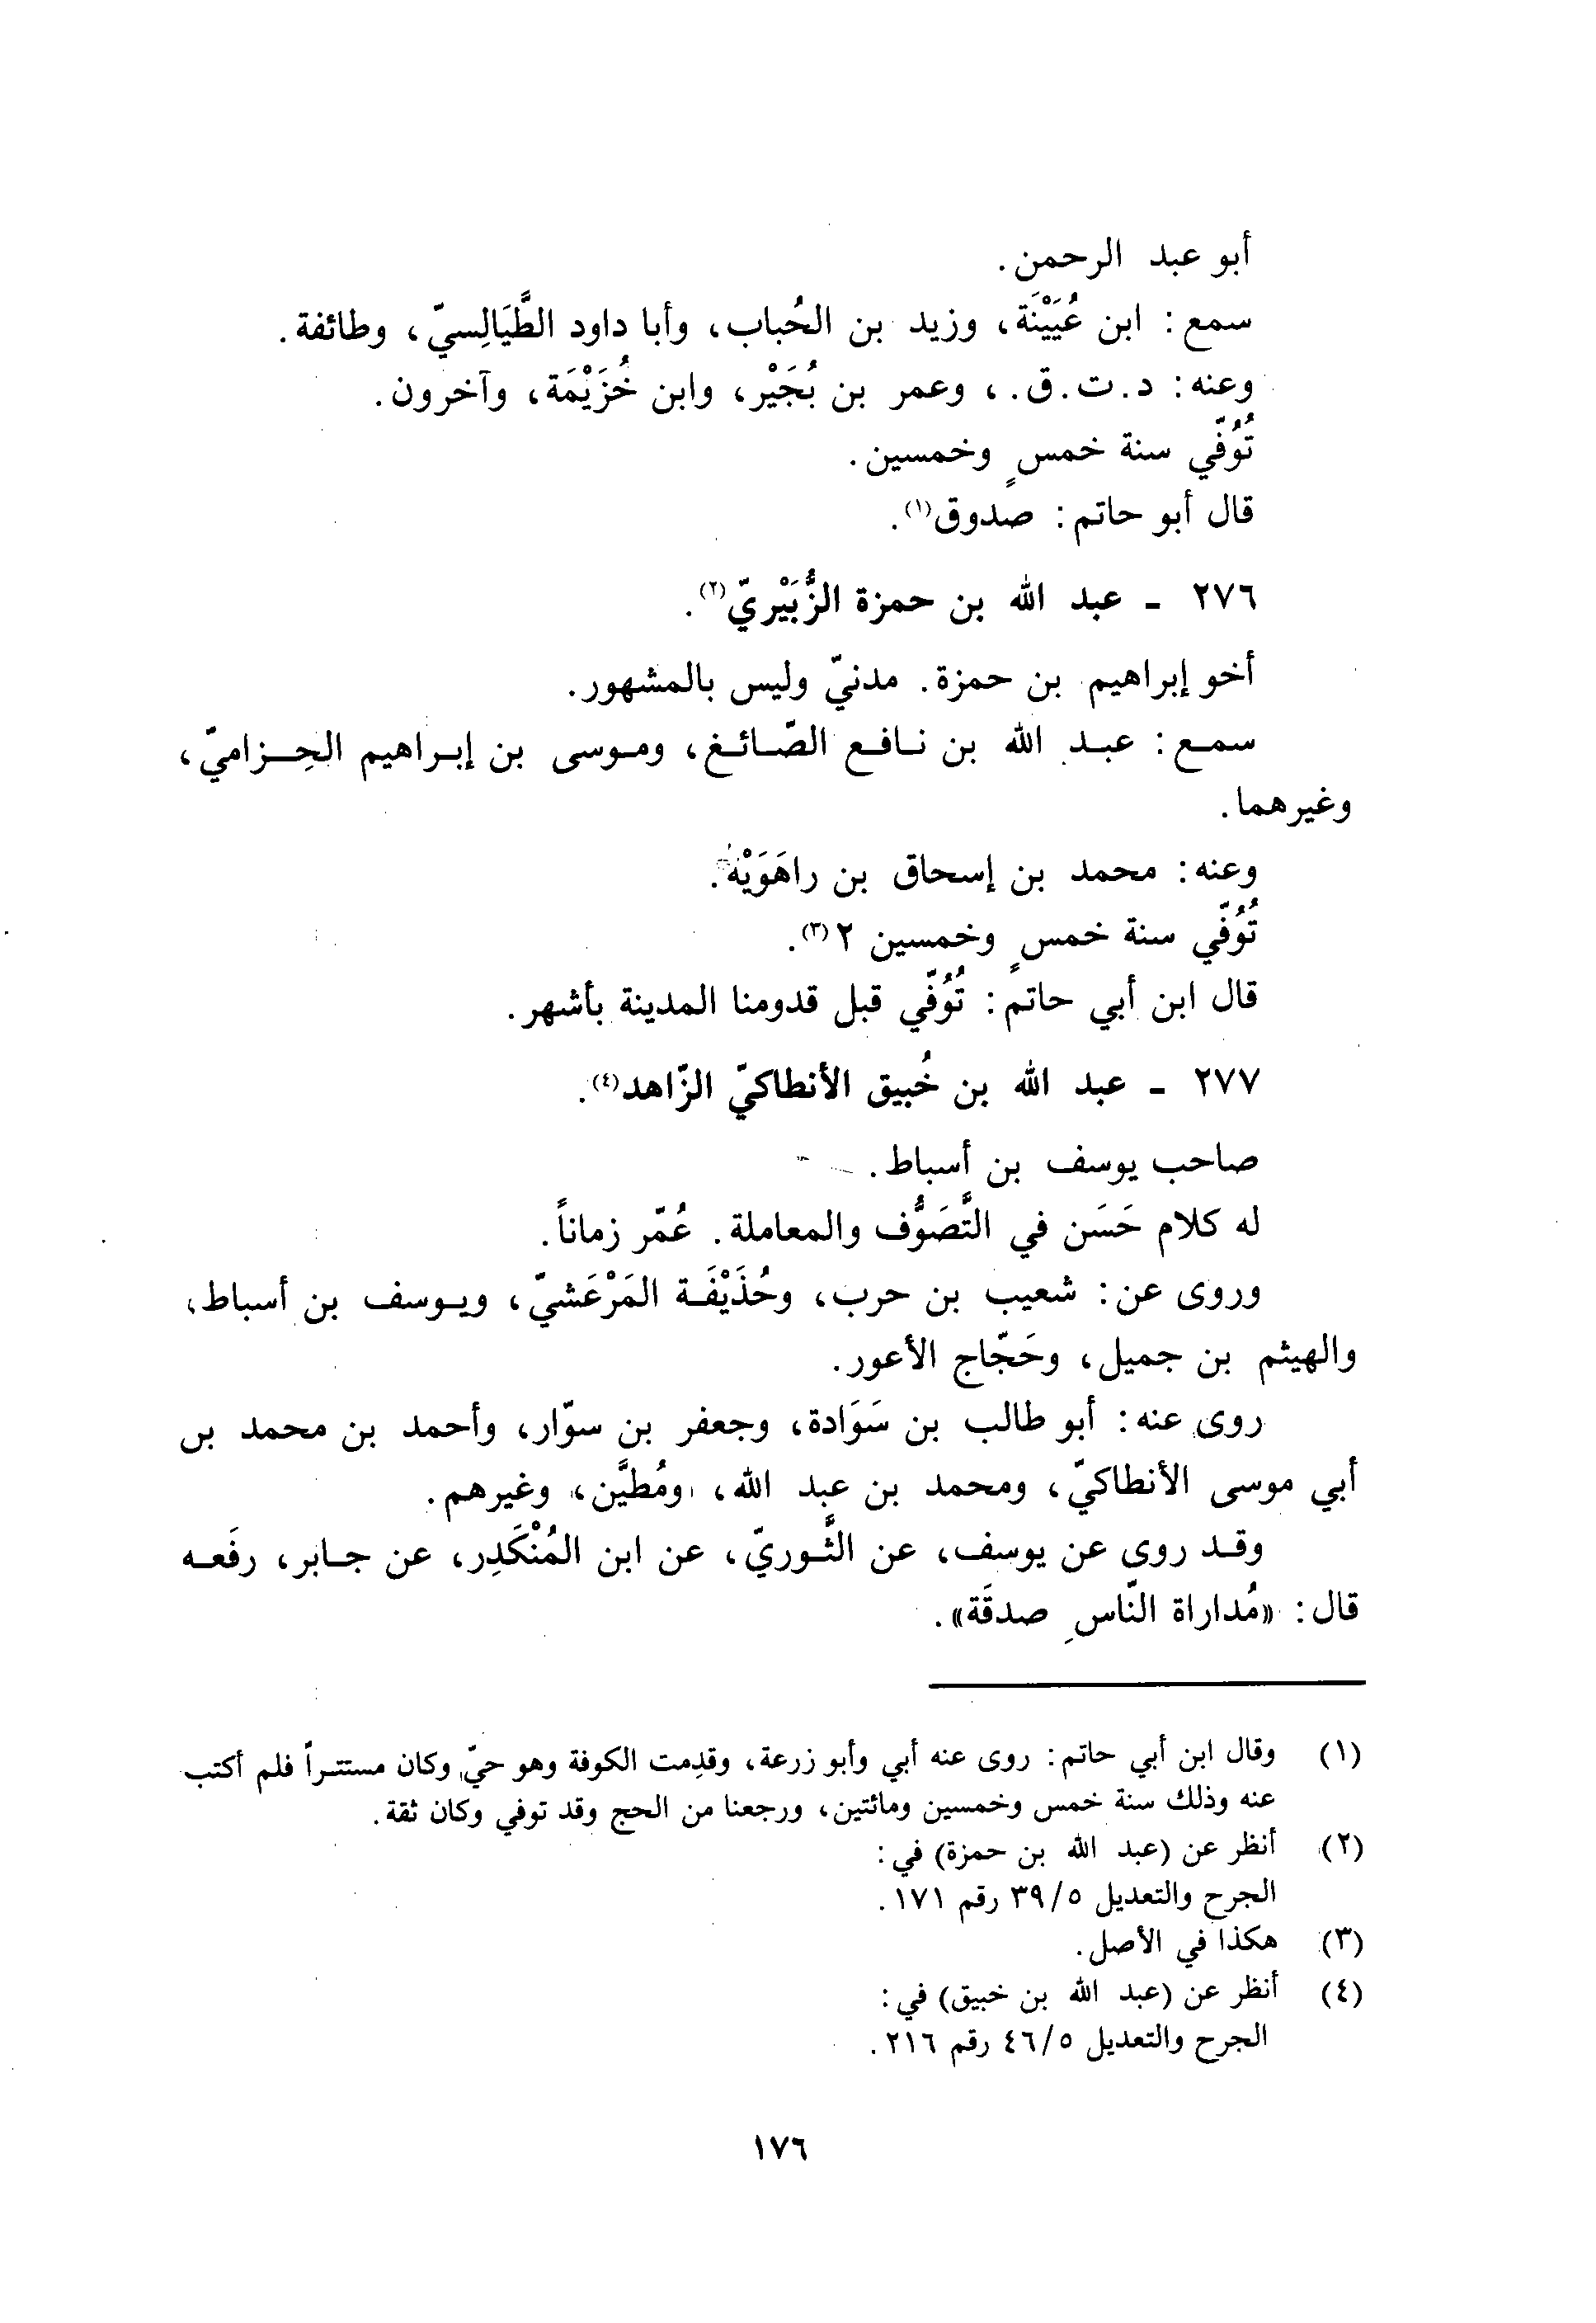 أبو عبد الرحمن.
سمع: ابن عُيَيْنَة، وزيد بن الحُباب، وأبا داود الطَّيَالِسيّ، وطائفة.
وعنه: د. ت. ق.، وعمر بن بُجَيْر، وابن خُزَيْمَة، وآخرون.
تُوُفّي سنة خمسٍ وخمسين.
قال أبو حاتم: صدوق(١).
٢٧٦ - عبد الله بن حمزة الزُّبَيْريّ(٢).
أخو إبراهيم بن حمزة. مدنيّ وليس بالمشهور.
سمع: عبد الله بن نافع الصّائغ، وموسى بن إبراهيم الحِزاميّ،
وغيرهما.
وعنه: محمد بن إسحاق بن راهَوَيْه.
تُوُفّي سنة خمسٍ وخمسين ٢(٣).
قال ابن أبي حاتم: تُوُفّي قبل قدومنا المدينة بأشهر.
٢٧٧ - عبد الله بن خُبيق الأنطاكيّ الزّاهد(٤).
صاحب يوسف بن أسباط.
له كلام حَسَن في التَّصَوُّف والمعاملة. عُمّر زماناً.
وروى عن: شعيب بن حرب، وحُذَيْفَة المَرْعَشيّ، ويوسف بن أسباط،
والهيثم بن جميل، وحَجّاج الأعور.
روى عنه: أبو طالب بن سَوَادة، وجعفر بن سوّار، وأحمد بن محمد بن
أبي موسى الأنطاكيّ، ومحمد بن عبد الله، ومُطيَّن، وغيرهم.
وقد روى عن يوسف، عن الثَّوريّ، عن ابن المُنْكَدِر، عن جابر، رفَعه
قال: «مُداراة النّاسِ صدقَة».
(١) وقال ابن أبي حاتم: روى عنه أبي وأبو زرعة، وقدِمت الكوفة وهو حيّ وكان مستتراً فلم أكتب
عنه وذلك سنة خمس وخمسين ومائتين، ورجعنا من الحج وقد توفي وكان ثقة.
(٢) أنظر عن (عبد الله بن حمزة) في:
الجرح والتعديل ٣٩/٥ رقم ١٧١.
(٣) هكذا في الأصل.
(٤) أنظر عن (عبد الله بن خبيق) في:
الجرح والتعديل ٤٦/٥ رقم ٢١٦.
١٧٦